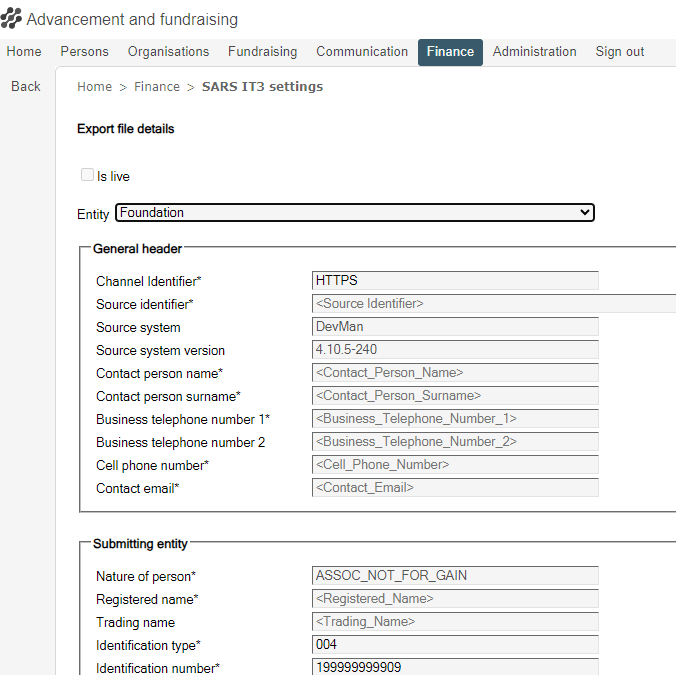 Advancement and fundraising
Home Persons Organisations Fundraising Communication Finance Administration Sign out
Back
Home > Finance > SARS IT3 settings
Export file details
Is live
Entity Foundation
General header
Channel Identifier* HTTPS
Source identifier* <Source Identifier>
Source system DevMan
Source system version 4.10.5-240
Contact person name* <Contact_Person_Name>
Contact person surname* <Contact_Person_Surname>
Business telephone number 1* <Business_Telephone_Number_1>
Business telephone number 2 <Business_Telephone_Number_2>
Cell phone number* <Cell_Phone_Number>
Contact email* <Contact_Email>
Submitting entity
Nature of person* ASSOC_NOT_FOR_GAIN
Registered name* <Registered_Name>
Trading name <Trading_Name>
Identification type* 004
Identification number* 199999999909